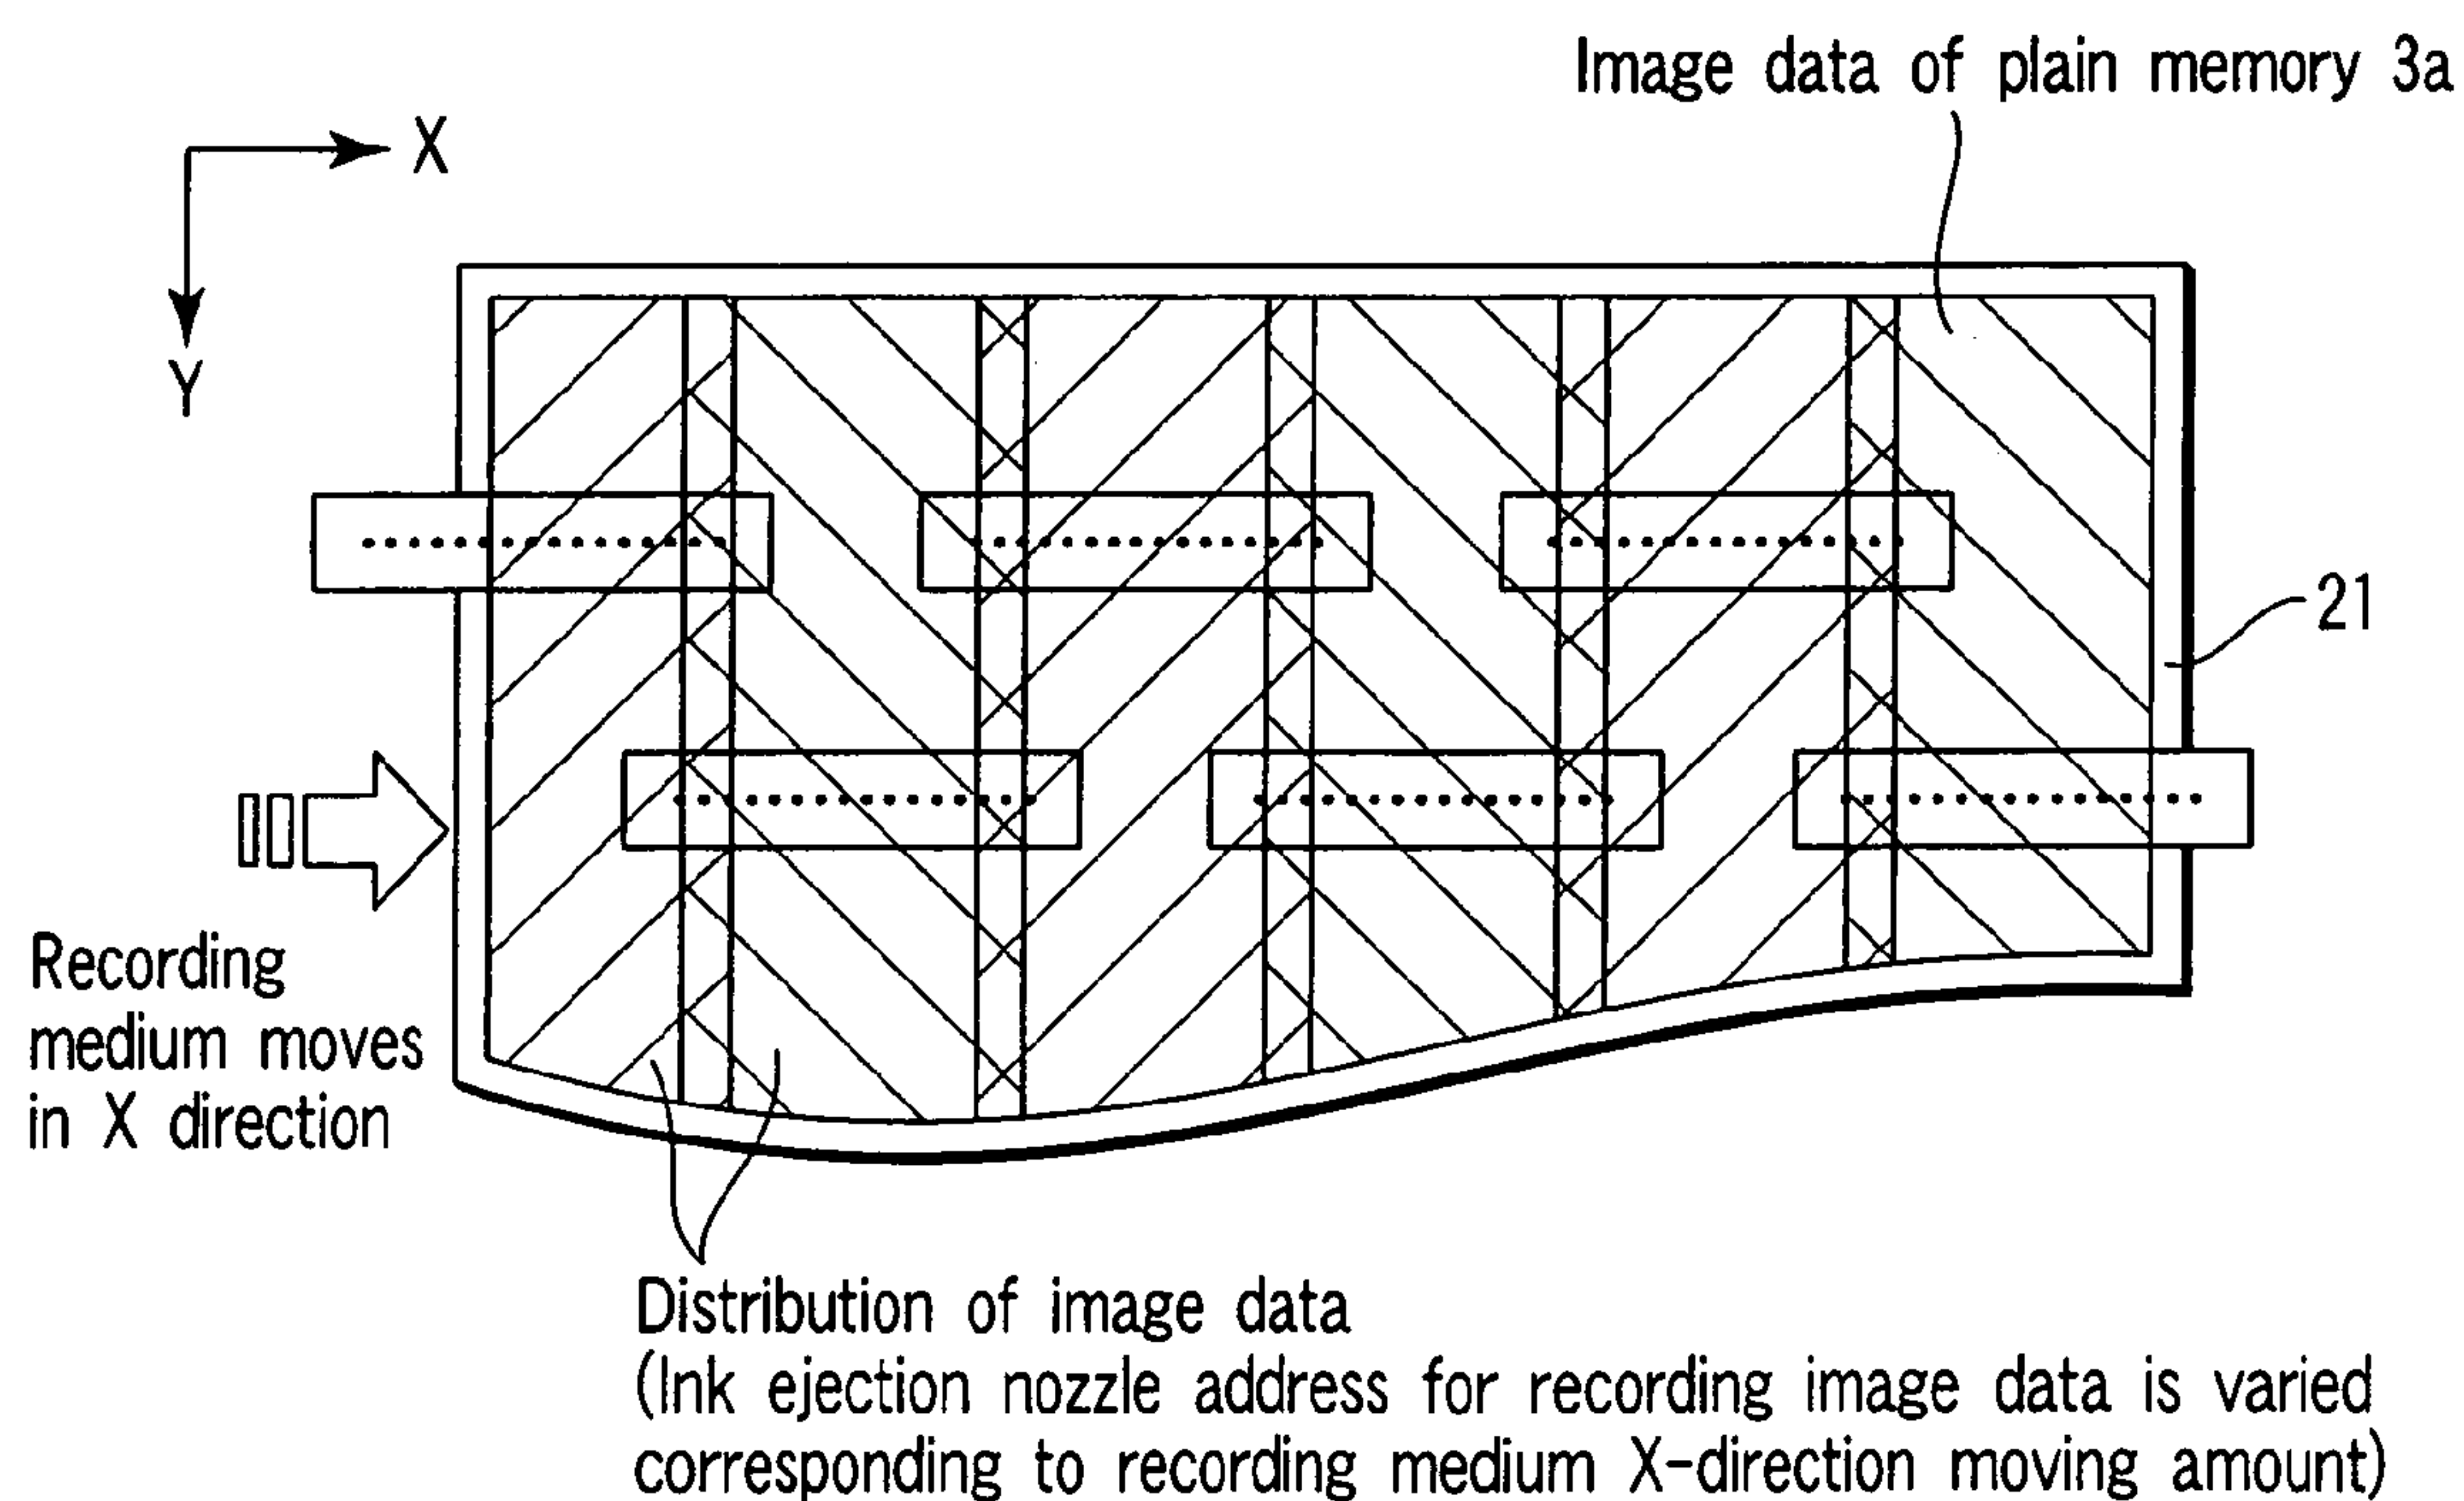 Image data of plain memory 3a
X
Y
21
Recording
medium moves
in X direction
Distribution of image data
(Ink ejection nozzle address for recording image data is varied
corresponding to recording medium X-direction moving amount)